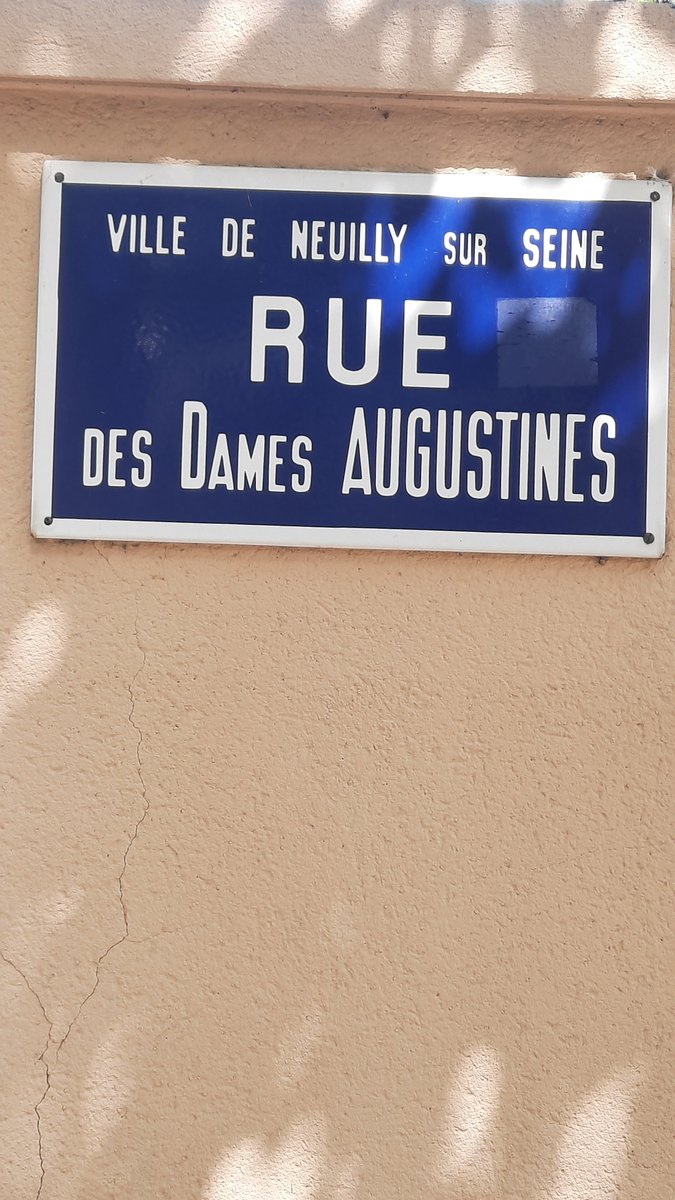 VILLE DE NEUILLY SUR SEINE
RUE
DES DAMES AUGUSTINES